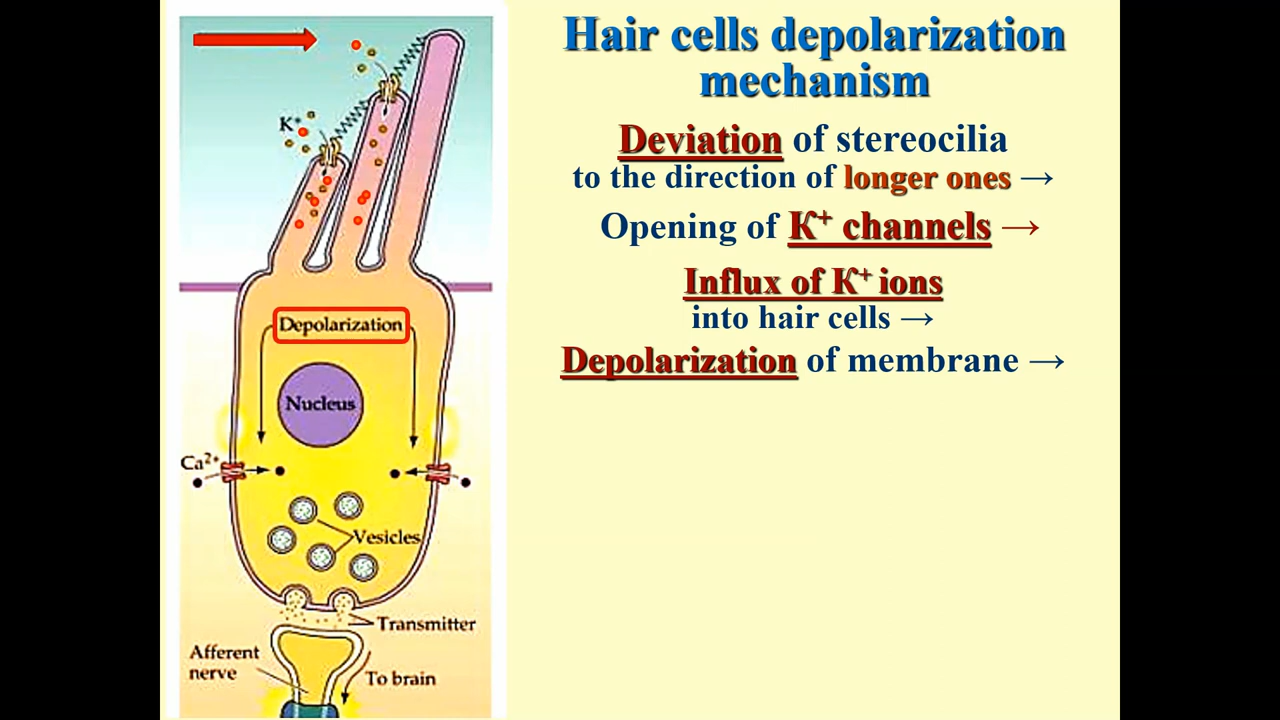 Hair cells depolarization
mechanism
Deviation of stereocilia
to the direction of longer ones →
Opening of K⁺ channels →
Influx of K⁺ ions
into hair cells →
Depolarization of membrane →
K⁺
Depolarization
Nucleus
Ca²⁺
Vesicles
Transmitter
Afferent
nerve
To brain